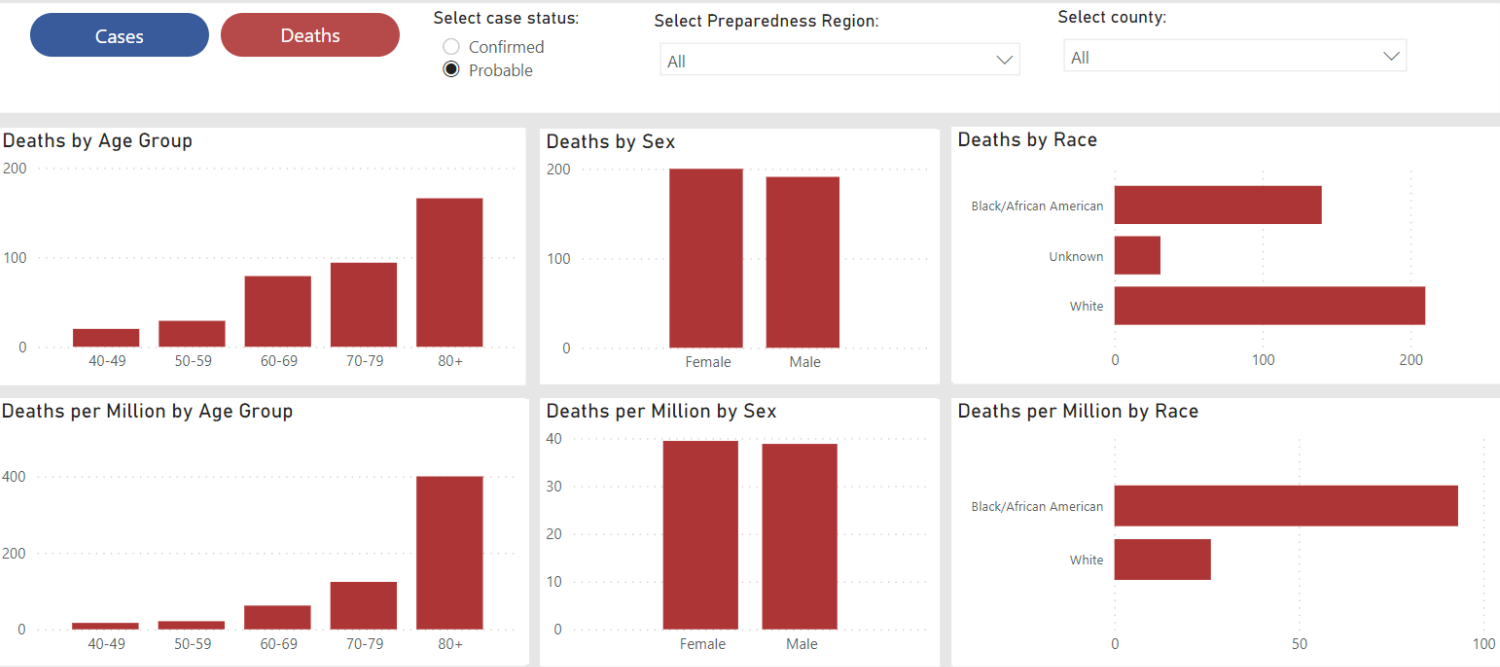 Cases
Deaths
Select case status:
Confirmed
Probable
Select Preparedness Region:
All
Select county:
All
Deaths by Age Group
200
100
0
40-49 50-59 60-69 70-79 80+
Deaths by Sex
200
100
0
Female Male
Deaths by Race
Black/African American
Unknown
White
0 100 200
Deaths per Million by Age Group
400
200
0
40-49 50-59 60-69 70-79 80+
Deaths per Million by Sex
40
30
20
10
0
Female Male
Deaths per Million by Race
Black/African American
White
0 50 100